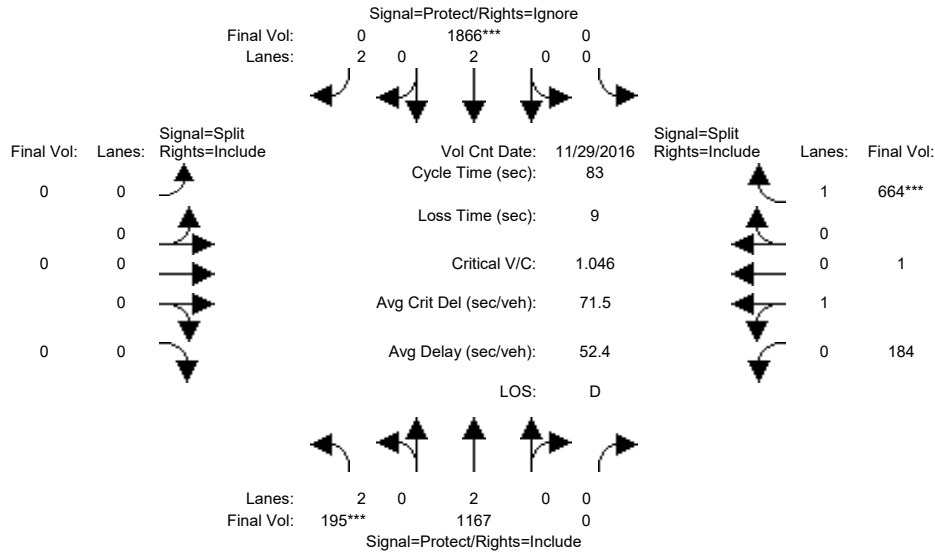 Signal=Protect/Rights=Ignore
Final Vol: 0 1866*** 0
Lanes: 2 0 2 0 0
Signal=Split Signal=Split
Final Vol: Lanes: Rights=Include Vol Cnt Date: 11/29/2016 Rights=Include Lanes: Final Vol:
Cycle Time (sec): 83
0 0 1 664***
Loss Time (sec): 9
0 0
0 0 Critical V/C: 1.046 0 1
0 Avg Crit Del (sec/veh): 71.5 1
0 0 Avg Delay (sec/veh): 52.4 0 184
LOS: D
Lanes: 2 0 2 0 0
Final Vol: 195*** 1167 0
Signal=Protect/Rights=Include